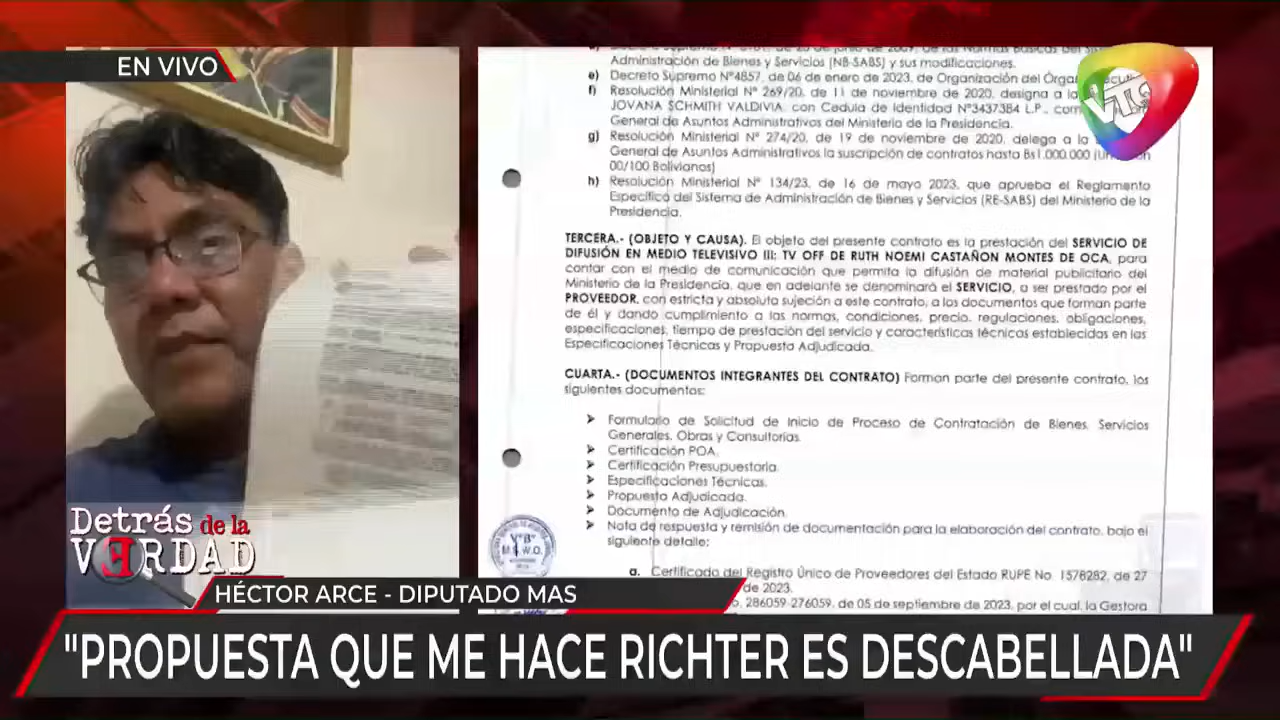 EN VIVO
Administración de Bienes y Servicios (NB-SABS) y sus modificaciones.
e) Decreto Supremo N°4857, de 06 de enero de 2023, de Organización del Órgano
f) Resolución Ministerial N° 269/20, de 11 de noviembre de 2020, designa a la
JOVANA SCHMITH VALDIVIA, con Cedula de Identidad N°3437384 L.P.,
General de Asuntos Administrativos del Ministerio de la Presidencia.
g) Resolución Ministerial N° 274/20, de 19 de noviembre de 2020, delega a la
General de Asuntos Administrativos la suscripción de contratos hasta Bs1.000.000
00/100 Bolivianos)
h) Resolución Ministerial N° 134/23, de 16 de mayo 2023, que aprueba el Reglamento
Específico del Sistema de Administración de Bienes y Servicios (RE-SABS) del Ministerio de la
Presidencia.
TERCERA.- (OBJETO Y CAUSA). El objeto del presente contrato es la prestación del SERVICIO DE
DIFUSIÓN EN MEDIO TELEVISIVO III: TV OFF DE RUTH NOEMI CASTAÑON MONTES DE OCA, para
contar con el medio de comunicación que permita la difusión de material publicitario del
Ministerio de la Presidencia, que en adelante se denominará el SERVICIO, a ser prestado por el
PROVEEDOR, con estricta y absoluta sujeción a este contrato, a los documentos que forman parte
de él y dando cumplimiento a las normas, condiciones, precio, regulaciones, obligaciones,
especificaciones, tiempo de prestación del servicio y características técnicas establecidas en las
Especificaciones Técnicas y Propuesta Adjudicada.
CUARTA.- (DOCUMENTOS INTEGRANTES DEL CONTRATO) Forman parte del presente contrato, los
siguientes documentos:
➤ Formulario de Solicitud de Inicio de Proceso de Contratación de Bienes, Servicios
Generales, Obras y Consultorías.
➤ Certificación POA.
➤ Certificación Presupuestaria.
➤ Especificaciones Técnicas.
➤ Propuesta Adjudicada.
➤ Documento de Adjudicación.
➤ Nota de respuesta y remisión de documentación para la elaboración del contrato, bajo el
siguiente detalle:
a. Certificado del Registro Único de Proveedores del Estado RUPE No. 1578282, de 27
de 2023.
286059-276059, de 05 de septiembre de 2023, por el cual, la Gestora
V°B°
M.S.W.O.
Detrás de la
VERDAD
HÉCTOR ARCE - DIPUTADO MAS
"PROPUESTA QUE ME HACE RICHTER ES DESCABELLADA"